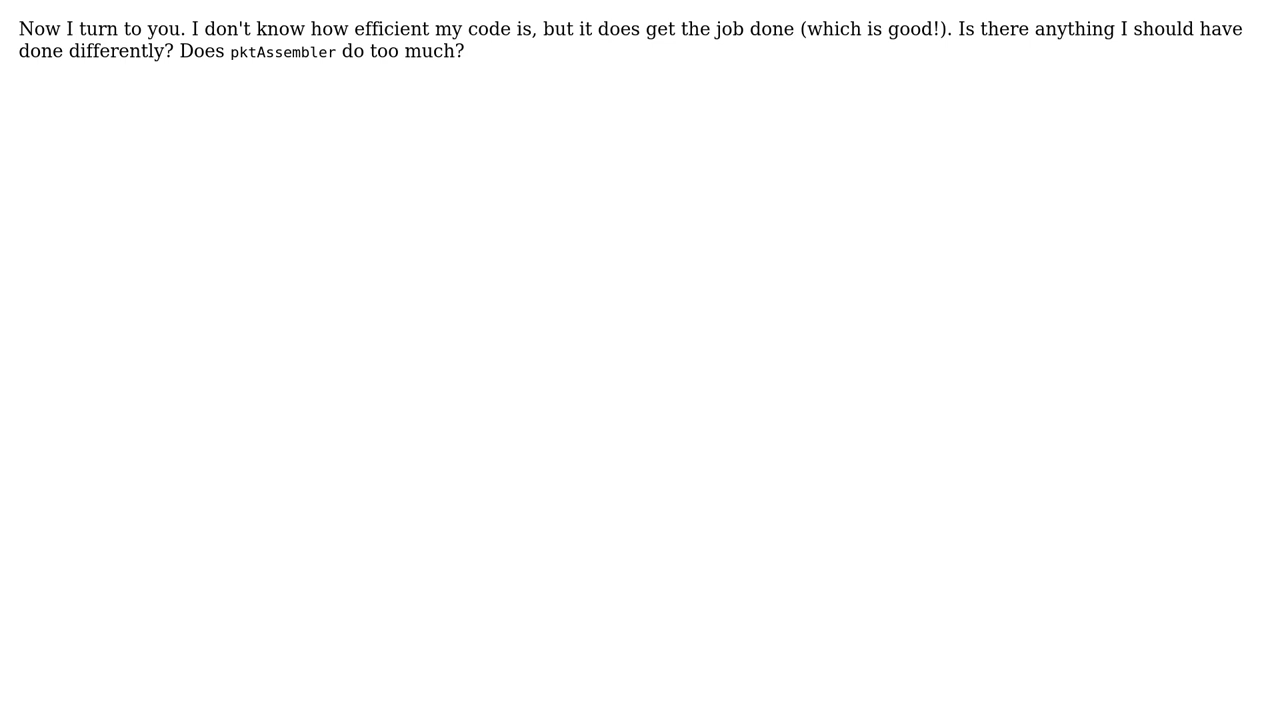 Now I turn to you. I don't know how efficient my code is, but it does get the job done (which is good!). Is there anything I should have
done differently? Does pktAssembler do too much?